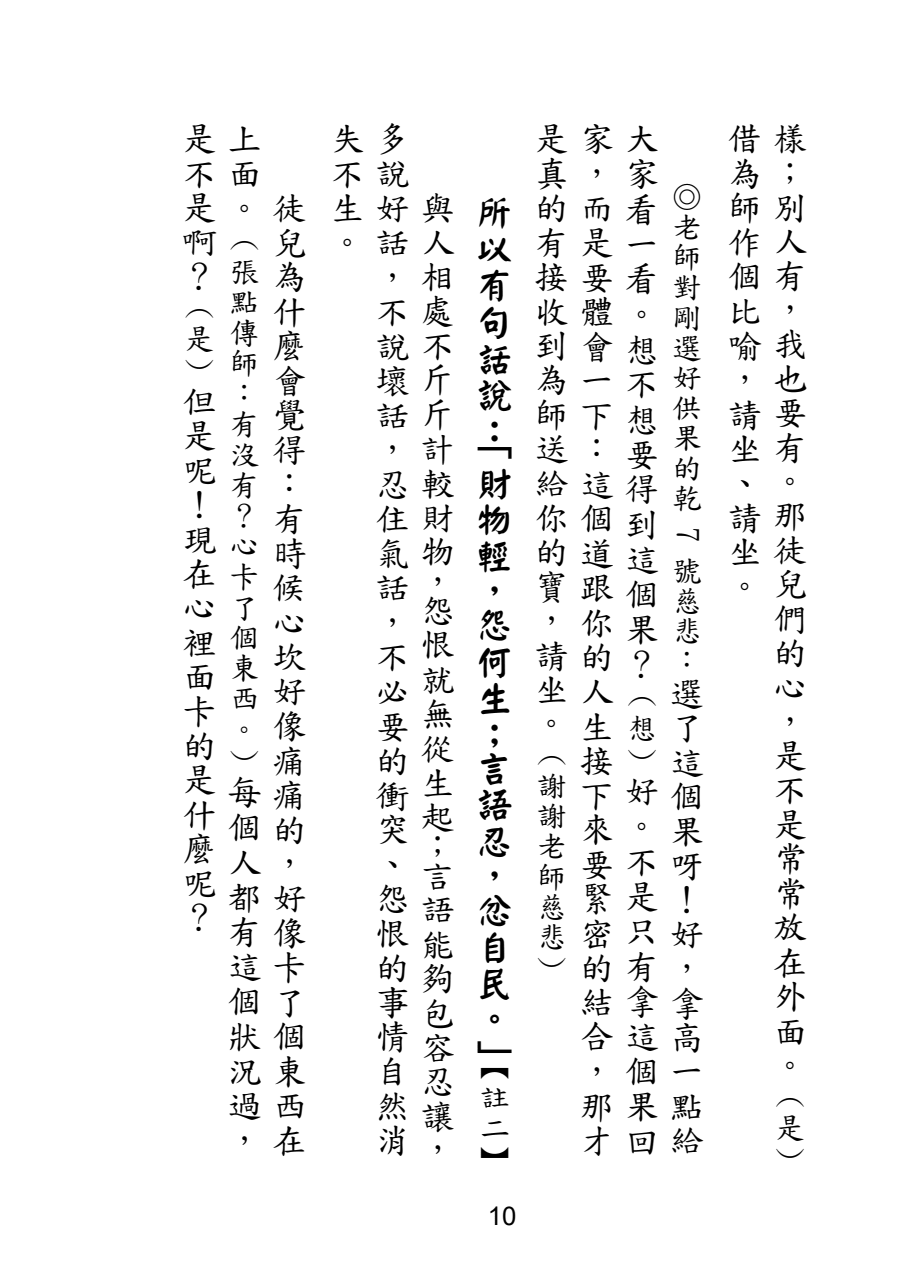 樣；別人有，我也要有。那徒兒們的心，是不是常常放在外面。（是）
借為師作個比喻，請坐、請坐。
◎老師對剛選好供果的乾7號慈悲：選了這個果呀！好，拿高一點給
大家看一看。想不想要得到這個果？（想）好。不是只有拿這個果回
家，而是要體會一下：這個道跟你的人生接下來要緊密的結合，那才
是真的有接收到為師送給你的寶，請坐。（謝謝老師慈悲）
所以有句話說：「財物輕，怨何生；言語忍，忿自民。」【註二】
與人相處不斤斤計較財物，怨恨就無從生起；言語能夠包容忍讓，
多說好話，不說壞話，忍住氣話，不必要的衝突、怨恨的事情自然消
失不生。
徒兒為什麼會覺得：有時候心坎好像痛痛的，好像卡了個東西在
上面。（張點傳師：有沒有？心卡了個東西。）每個人都有這個狀況過，
是不是啊？（是）但是呢！現在心裡面卡的是什麼呢？
10